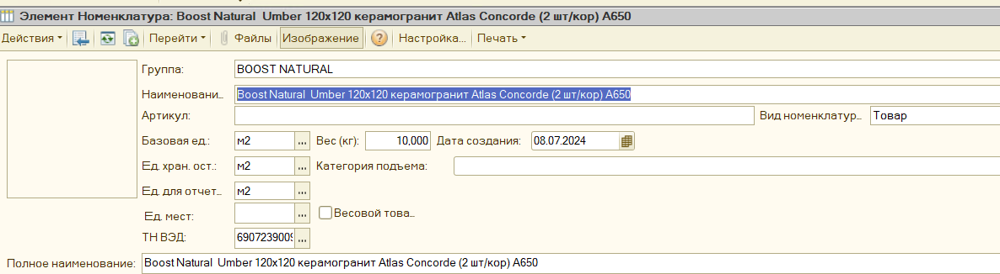 Элемент Номенклатура: Boost Natural  Umber 120x120 керамогранит Atlas Concorde (2 шт/кор) A650
Действия Перейти Файлы Изображение Настройка... Печать
Группа: BOOST NATURAL
Наименовани... Boost Natural  Umber 120x120 керамогранит Atlas Concorde (2 шт/кор) A650
Артикул: Вид номенклатур... Товар
Базовая ед.: м2 ... Вес (кг): 10,000 Дата создания: 08.07.2024
Ед. хран. ост.: м2 ... Категория подъема:
Ед. для отчет... м2 ...
Ед. мест: ... Весовой това...
ТН ВЭД: 690723900 ...
Полное наименование: Boost Natural  Umber 120x120 керамогранит Atlas Concorde (2 шт/кор) A650